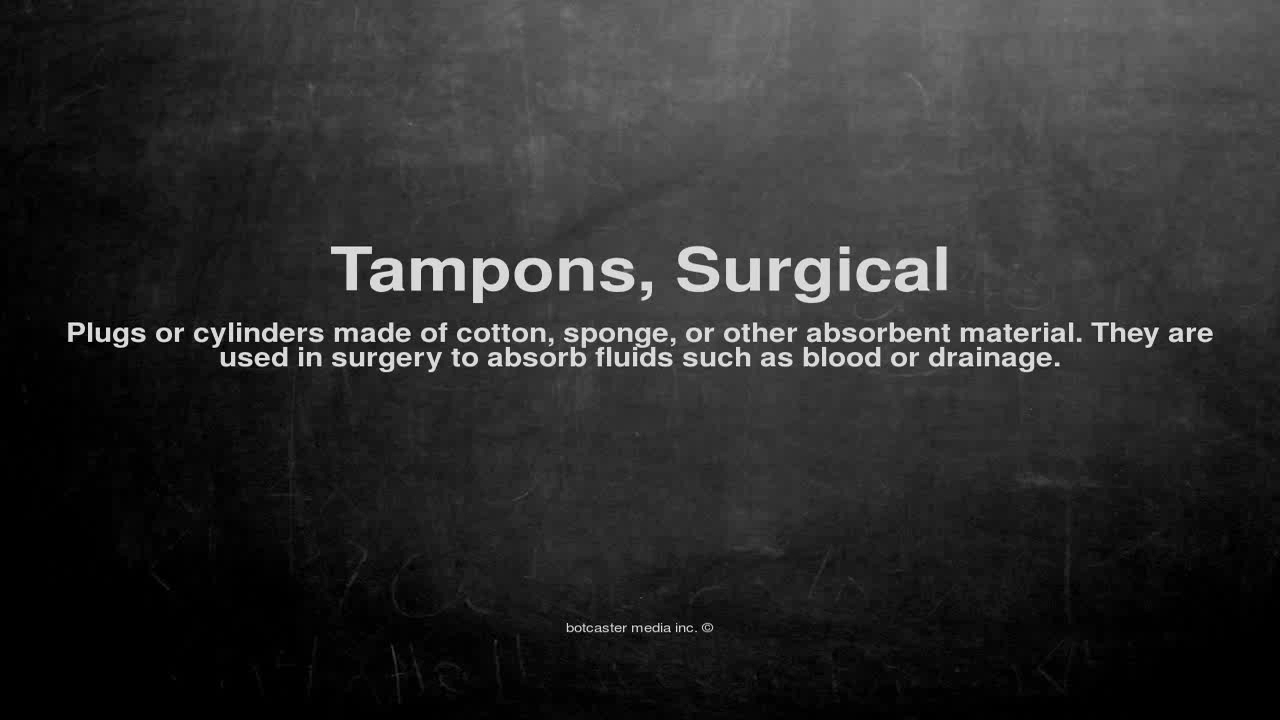 Tampons, Surgical
Plugs or cylinders made of cotton, sponge, or other absorbent material. They are
used in surgery to absorb fluids such as blood or drainage.
botcaster media inc. ©